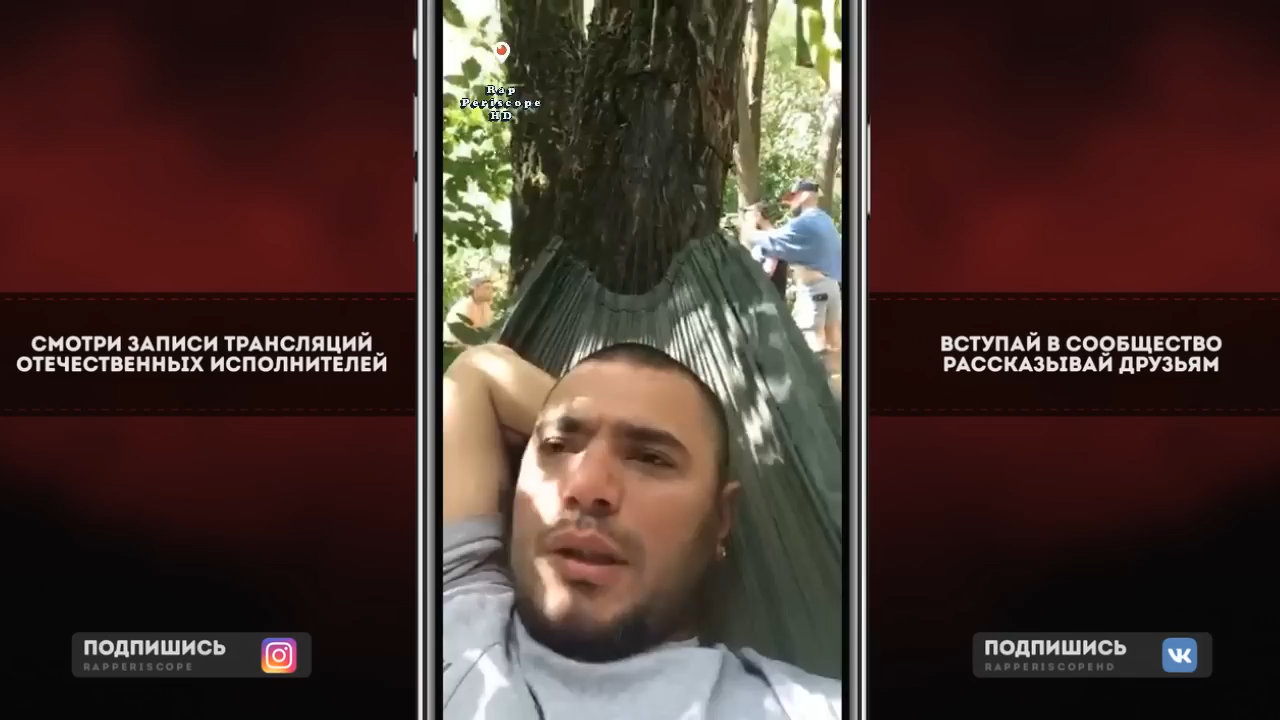 Rap
Periscope
HD
СМОТРИ ЗАПИСИ ТРАНСЛЯЦИЙ
ОТЕЧЕСТВЕННЫХ ИСПОЛНИТЕЛЕЙ
ВСТУПАЙ В СООБЩЕСТВО
РАССКАЗЫВАЙ ДРУЗЬЯМ
ПОДПИШИСЬ
RAPPERISCOPE
ПОДПИШИСЬ
RAPPERISCOPEHD